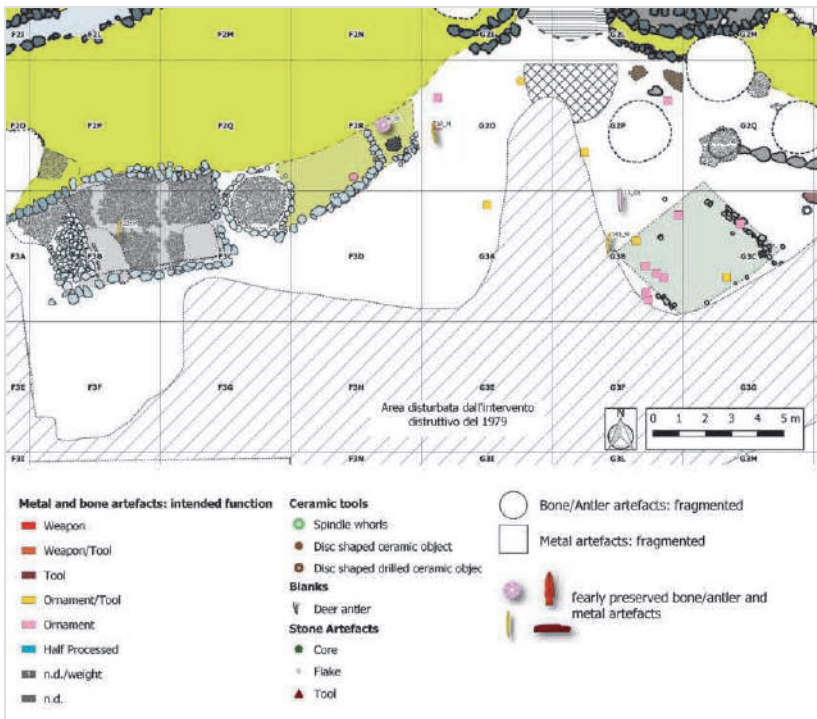 F2I F2L F2M F2N G2I G2L G2M
F2O F2P F2Q F2R G2O G2P G2Q
F3A F3B F3C F3D G3A G3B G3C
F3E F3F F3G F3H G3E G3F G3G
Area disturbata dall'intervento
distruttivo del 1979
N
0 1 2 3 4 5 m
F3I F3N G3I G3L G3M
Metal and bone artefacts: intended function
Weapon
Weapon/Tool
Tool
Ornament/Tool
Ornament
Half Processed
n.d./weight
n.d.
Ceramic tools
Spindle whorls
Disc shaped ceramic object
Disc shaped drilled ceramic objec
Blanks
Deer antler
Stone Artefacts
Core
Flake
Tool
Bone/Antler artefacts: fragmented
Metal artefacts: fragmented
fearly preserved bone/antler and
metal artefacts